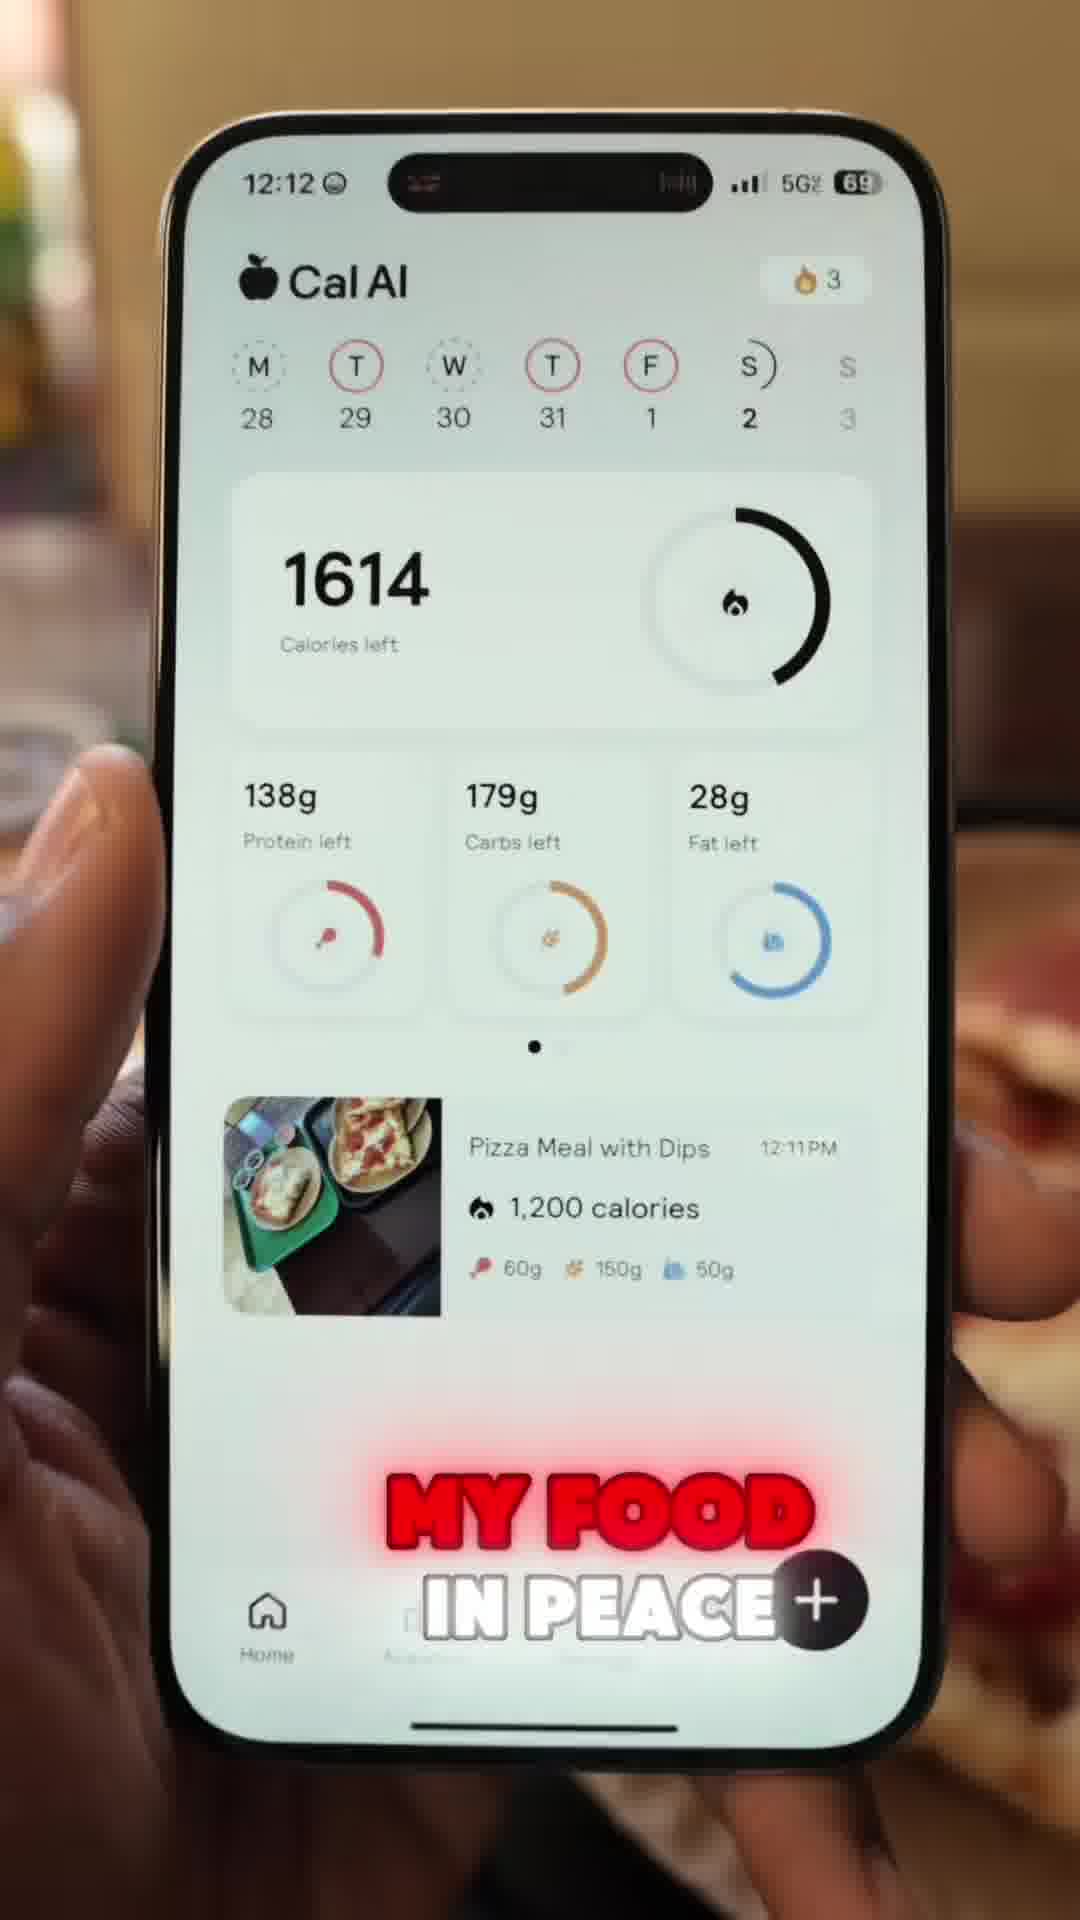 12:12
5G
69
Cal AI
3
M T W T F S S
28 29 30 31 1 2 3
1614
Calories left
138g 179g 28g
Protein left Carbs left Fat left
Pizza Meal with Dips 12:11 PM
1,200 calories
60g 150g 50g
MY FOOD
IN PEACE
Home